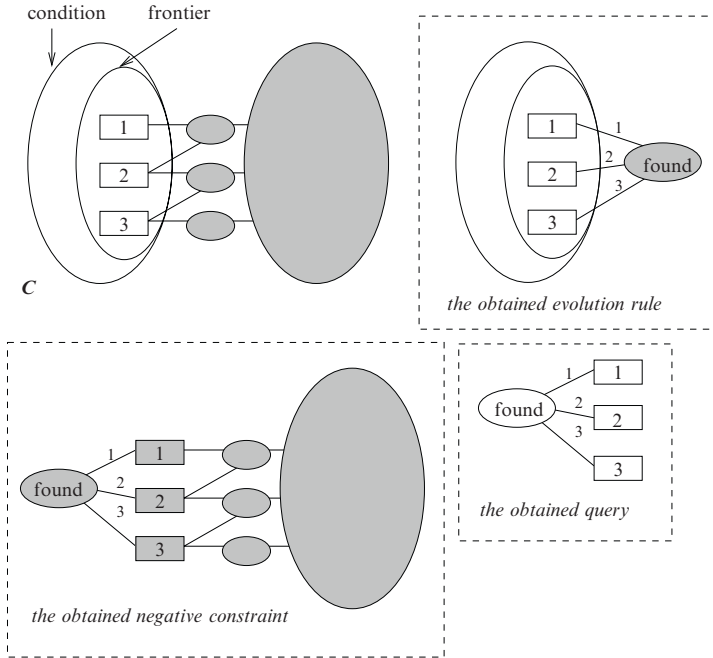 condition
frontier
1
2
3
C
1
2
3
1
2
3
found
the obtained evolution rule
found
1
2
3
1
2
3
the obtained negative constraint
found
1
2
3
1
2
3
the obtained query